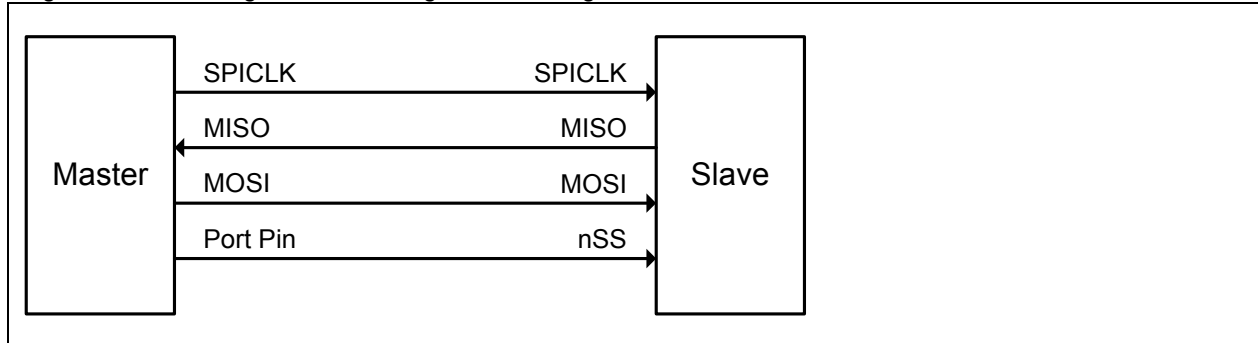 SPICLK SPICLK
MISO MISO
Master MOSI MOSI Slave
Port Pin nSS